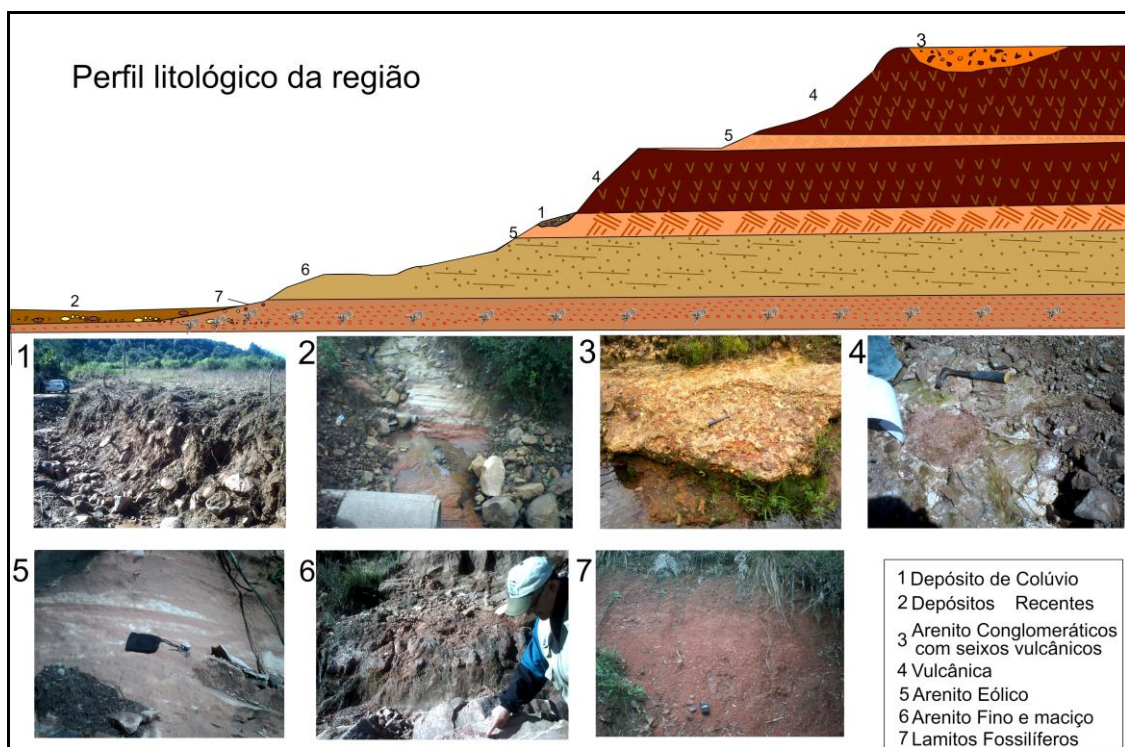 Perfil litológico da região
3
4
5
4
1
5
6
7
2
1
2
3
4
5
6
7
1 Depósito de Colúvio
2 Depósitos Recentes
3 Arenito Conglomeráticos
com seixos vulcânicos
4 Vulcânica
5 Arenito Eólico
6 Arenito Fino e maciço
7 Lamitos Fossilíferos